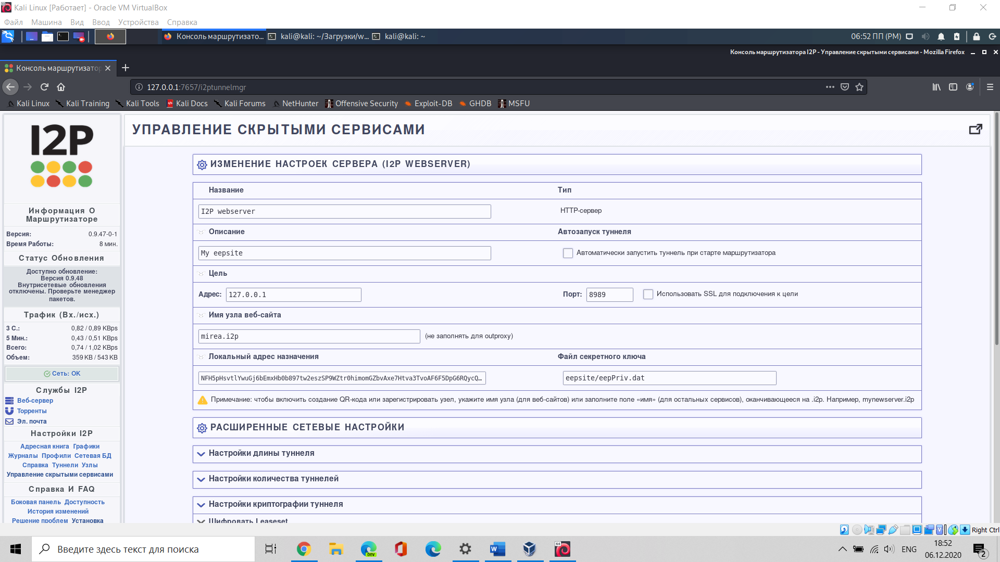 Kali Linux [Работает] - Oracle VM VirtualBox
Файл Машина Вид Ввод Устройства Справка
Консоль маршрутизато... kali@kali: ~/Загрузки/w... kali@kali: ~ 06:52 ПП (PM)
Консоль маршрутизатора I2P - Управление скрытыми сервисами - Mozilla Firefox
Консоль маршрутизатор
127.0.0.1:7657/i2ptunnelmgr
Kali Linux Kali Training Kali Tools Kali Docs Kali Forums NetHunter Offensive Security Exploit-DB GHDB MSFU
I2P
Информация О
Маршрутизаторе
Версия: 0.9.47-0-1
Время Работы: 8 мин.
Статус Обновления
Доступно обновление:
Версия 0.9.48
Внутрисетевые обновления
отключены. Проверьте менеджер
пакетов.
Трафик (Вх./исх.)
3 С.: 0,82 / 0,89 KBps
5 Мин.: 0,43 / 0,51 KBps
Всего: 0,74 / 1,02 KBps
Объем: 359 KB / 543 KB
Сеть: OK
Службы I2P
Веб-сервер
Торренты
Эл. почта
Настройки I2P
Адресная книга Графики
Журналы Профили Сетевая БД
Справка Туннели Узлы
Управление скрытыми сервисами
Справка И FAQ
Боковая панель Доступность
История изменений
Решение проблем Установка
УПРАВЛЕНИЕ СКРЫТЫМИ СЕРВИСАМИ
ИЗМЕНЕНИЕ НАСТРОЕК СЕРВЕРА (I2P WEBSERVER)
Название Тип
I2P webserver HTTP-сервер
Описание Автозапуск туннеля
My eepsite Автоматически запустить туннель при старте маршрутизатора
Цель
Адрес: 127.0.0.1 Порт: 8989 Использовать SSL для подключения к цели
Имя узла веб-сайта
mirea.i2p (не заполнять для outproxy)
Локальный адрес назначения Файл секретного ключа
NFH5pHsvtlYwuGj6bEmxHb0b897tw2eszSP9WZtr0himomGZbvAxe7Htva3TvoAF6F5DpG6RQycQ... eepsite/eepPriv.dat
Примечание: чтобы включить создание QR-кода или зарегистрировать узел, укажите имя узла (для веб-сайтов) или заполните поле «имя» (для остальных сервисов), оканчивающееся на .i2p. Например, mynewserver.i2p
РАСШИРЕННЫЕ СЕТЕВЫЕ НАСТРОЙКИ
Настройки длины туннеля
Настройки количества туннелей
Настройки криптографии туннеля
Шифровать Leaseset
Right Ctrl
Введите здесь текст для поиска
ENG
18:52
06.12.2020
2